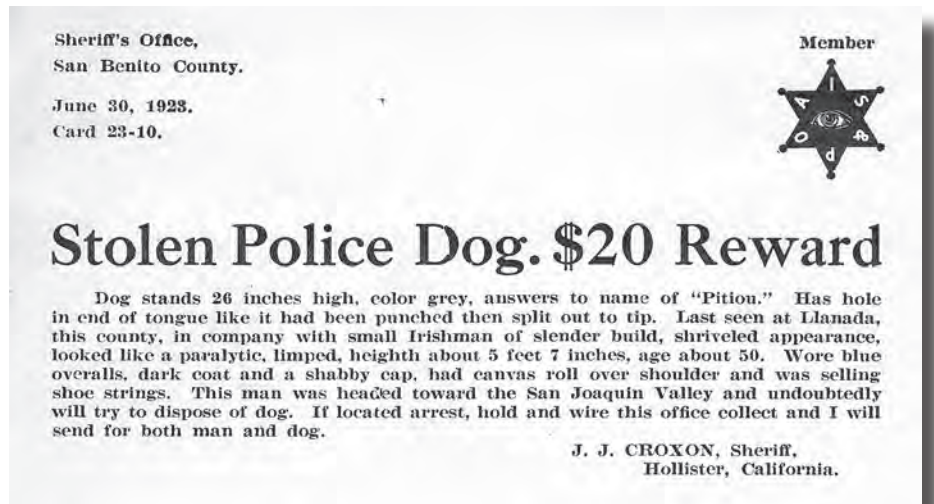 Sheriff's Office,
San Benito County.
June 30, 1923.
Card 23-10.
Member
I
A S
O &
P
Stolen Police Dog. $20 Reward
Dog stands 26 inches high, color grey, answers to name of “Pitiou.” Has hole
in end of tongue like it had been punched then split out to tip. Last seen at Llanada,
this county, in company with small Irishman of slender build, shriveled appearance,
looked like a paralytic, limped, heighth about 5 feet 7 inches, age about 50. Wore blue
overalls, dark coat and a shabby cap, had canvas roll over shoulder and was selling
shoe strings. This man was headed toward the San Joaquin Valley and undoubtedly
will try to dispose of dog. If located arrest, hold and wire this office collect and I will
send for both man and dog.
J. J. CROXON, Sheriff,
Hollister, California.